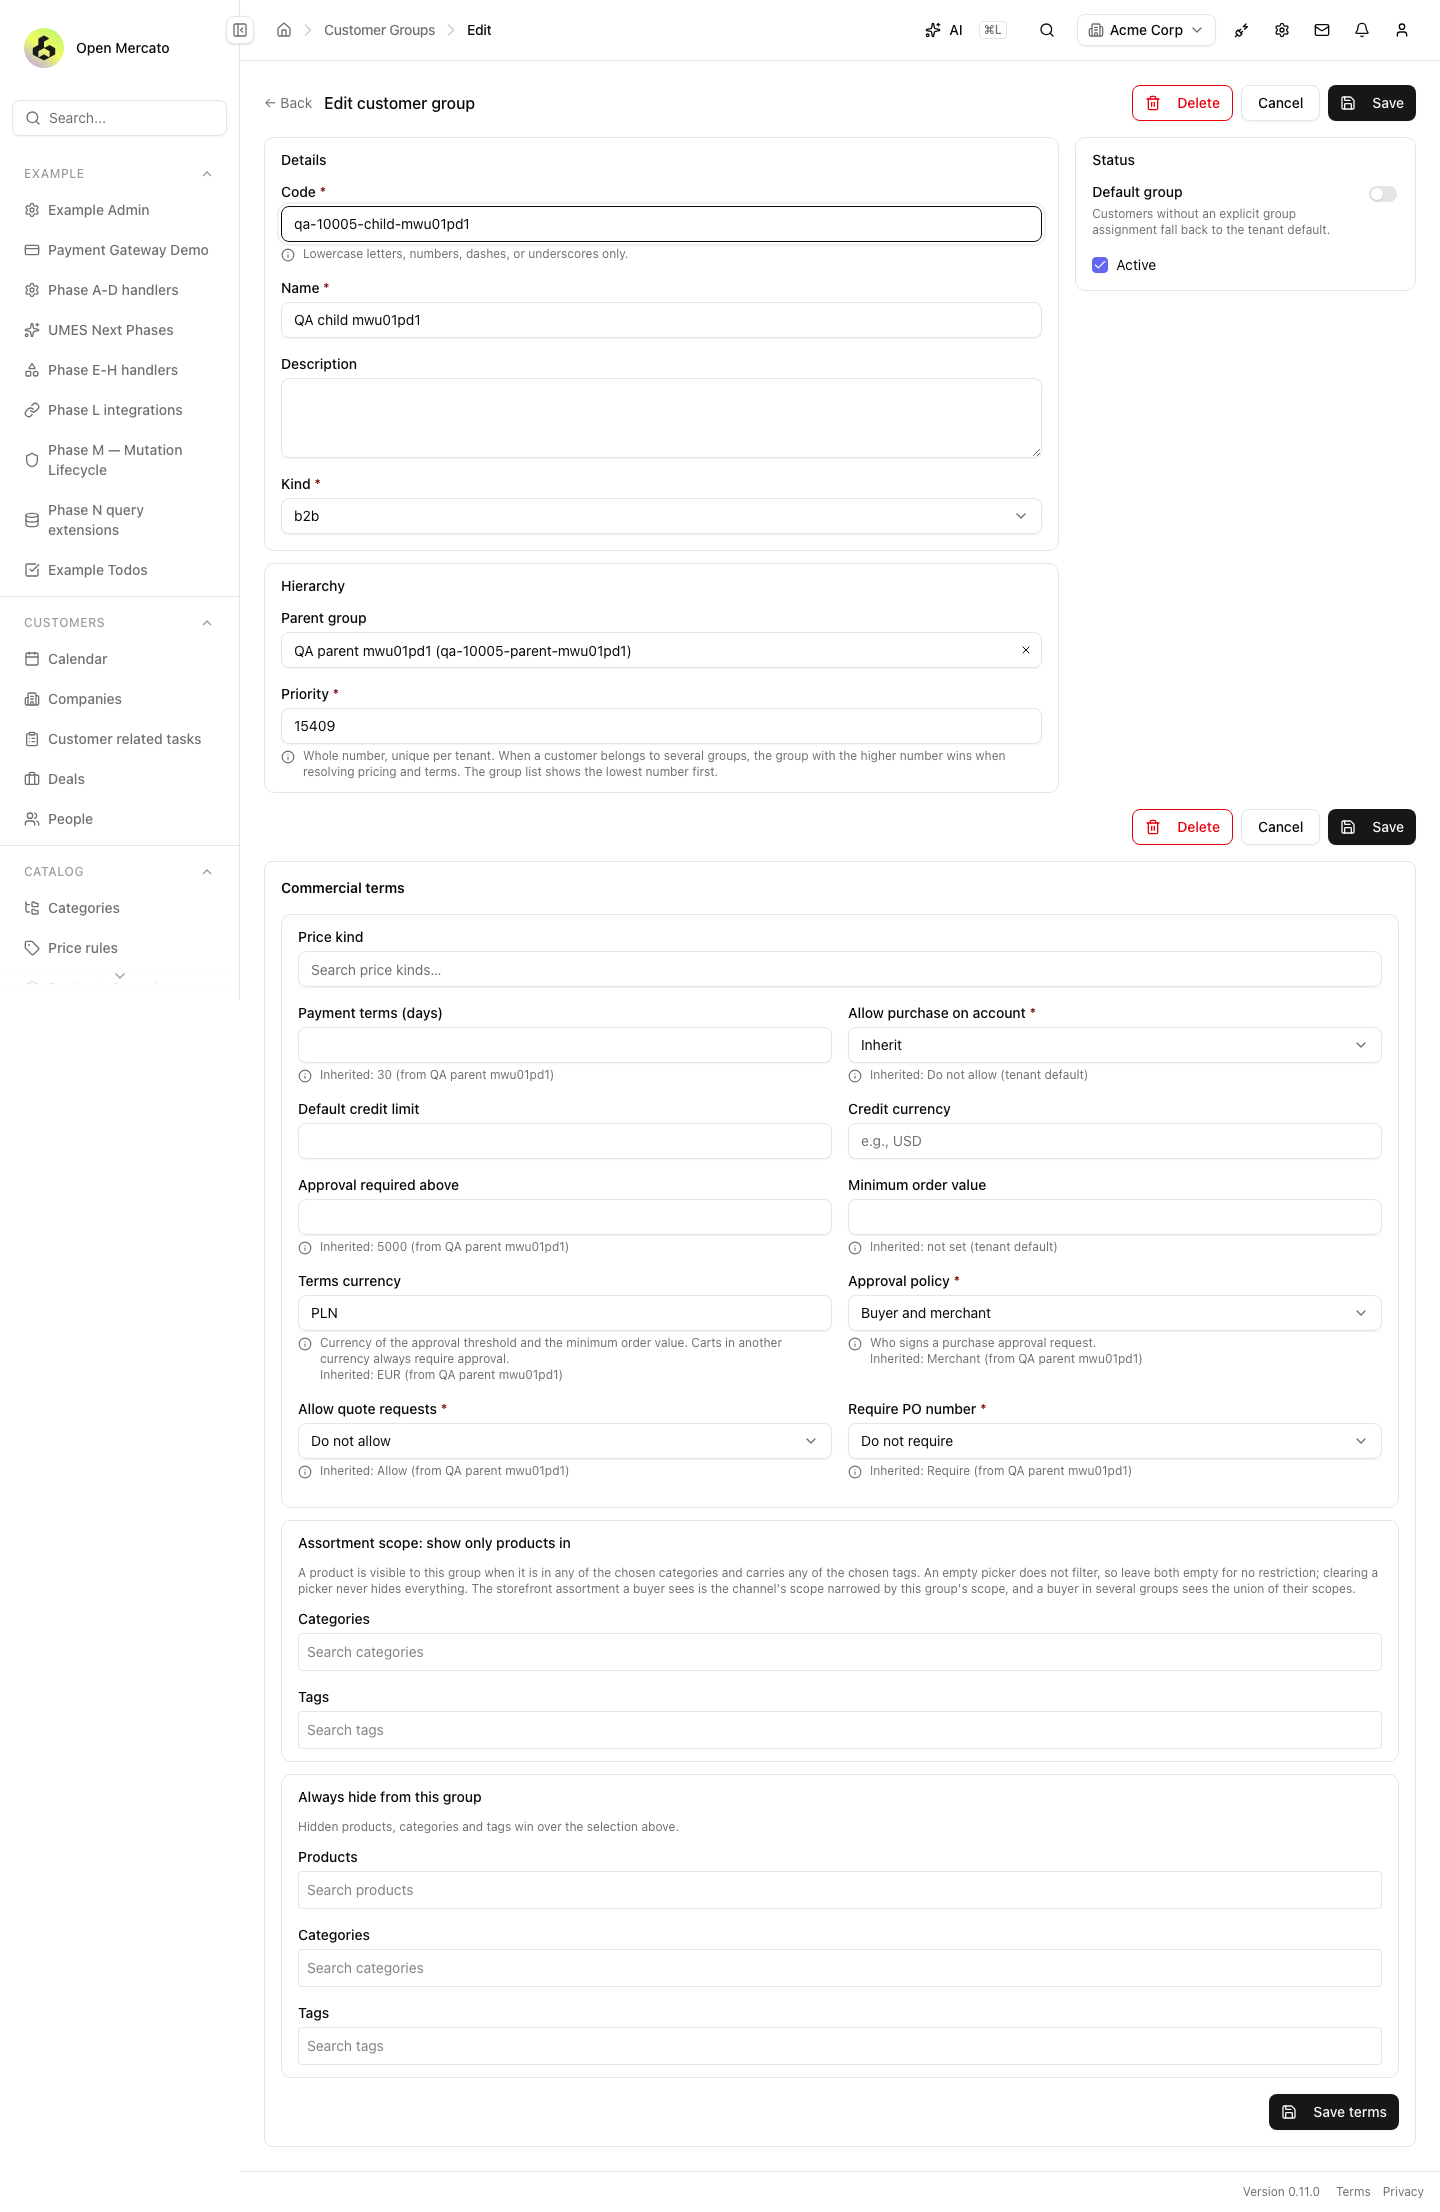 Open Mercato
Search...
EXAMPLE
Example Admin
Payment Gateway Demo
Phase A-D handlers
UMES Next Phases
Phase E-H handlers
Phase L integrations
Phase M — Mutation
Lifecycle
Phase N query
extensions
Example Todos
CUSTOMERS
Calendar
Companies
Customer related tasks
Deals
People
CATALOG
Categories
Price rules
Customer Groups
Edit
AI
⌘L
Acme Corp
← Back
Edit customer group
Delete
Cancel
Save
Details
Code *
qa-10005-child-mwu01pd1
Lowercase letters, numbers, dashes, or underscores only.
Name *
QA child mwu01pd1
Description
Kind *
b2b
Status
Default group
Customers without an explicit group
assignment fall back to the tenant default.
Active
Hierarchy
Parent group
QA parent mwu01pd1 (qa-10005-parent-mwu01pd1)
Priority *
15409
Whole number, unique per tenant. When a customer belongs to several groups, the group with the higher number wins when
resolving pricing and terms. The group list shows the lowest number first.
Delete
Cancel
Save
Commercial terms
Price kind
Search price kinds...
Payment terms (days)
Inherited: 30 (from QA parent mwu01pd1)
Allow purchase on account *
Inherit
Inherited: Do not allow (tenant default)
Default credit limit
Credit currency
e.g., USD
Approval required above
Inherited: 5000 (from QA parent mwu01pd1)
Minimum order value
Inherited: not set (tenant default)
Terms currency
PLN
Currency of the approval threshold and the minimum order value. Carts in another
currency always require approval.
Inherited: EUR (from QA parent mwu01pd1)
Approval policy *
Buyer and merchant
Who signs a purchase approval request.
Inherited: Merchant (from QA parent mwu01pd1)
Allow quote requests *
Do not allow
Inherited: Allow (from QA parent mwu01pd1)
Require PO number *
Do not require
Inherited: Require (from QA parent mwu01pd1)
Assortment scope: show only products in
A product is visible to this group when it is in any of the chosen categories and carries any of the chosen tags. An empty picker does not filter, so leave both empty for no restriction; clearing a
picker never hides everything. The storefront assortment a buyer sees is the channel's scope narrowed by this group's scope, and a buyer in several groups sees the union of their scopes.
Categories
Search categories
Tags
Search tags
Always hide from this group
Hidden products, categories and tags win over the selection above.
Products
Search products
Categories
Search categories
Tags
Search tags
Save terms
Version 0.11.0
Terms
Privacy